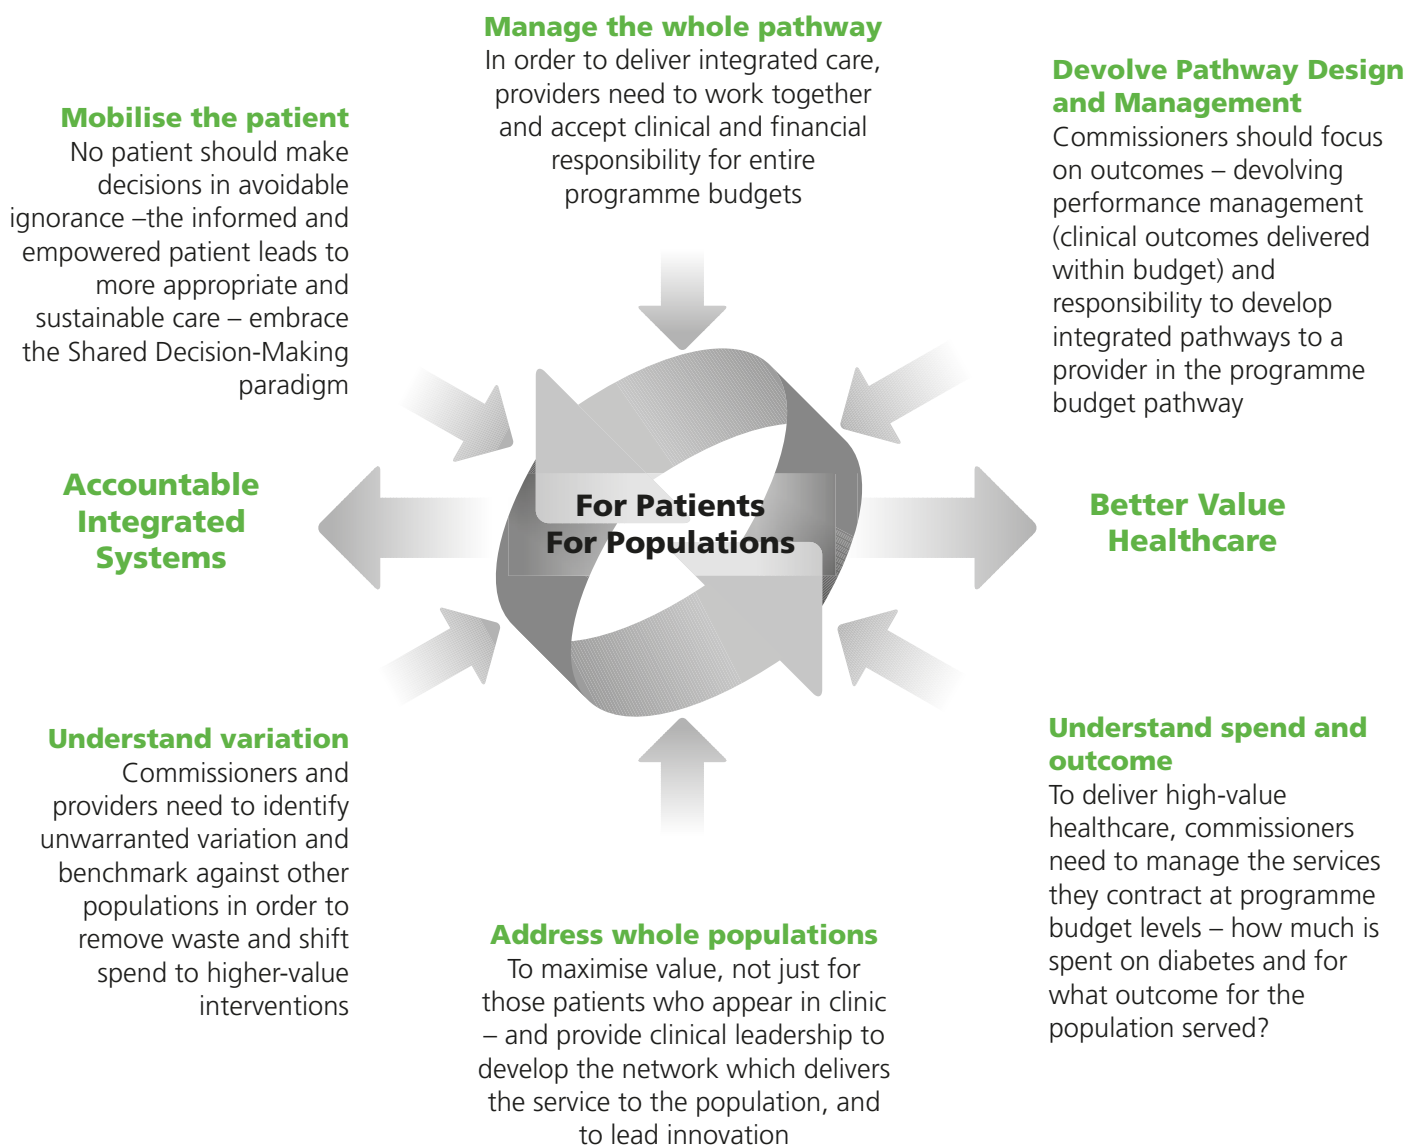 Manage the whole pathway
In order to deliver integrated care,
providers need to work together
and accept clinical and financial
responsibility for entire
programme budgets
Devolve Pathway Design
and Management
Commissioners should focus
on outcomes – devolving
performance management
(clinical outcomes delivered
within budget) and
responsibility to develop
integrated pathways to a
provider in the programme
budget pathway
Mobilise the patient
No patient should make
decisions in avoidable
ignorance –the informed and
empowered patient leads to
more appropriate and
sustainable care – embrace
the Shared Decision-Making
paradigm
Accountable
Integrated
Systems
For Patients
For Populations
Better Value
Healthcare
Understand variation
Commissioners and
providers need to identify
unwarranted variation and
benchmark against other
populations in order to
remove waste and shift
spend to higher-value
interventions
Address whole populations
To maximise value, not just for
those patients who appear in clinic
– and provide clinical leadership to
develop the network which delivers
the service to the population, and
to lead innovation
Understand spend and
outcome
To deliver high-value
healthcare, commissioners
need to manage the services
they contract at programme
budget levels – how much is
spent on diabetes and for
what outcome for the
population served?